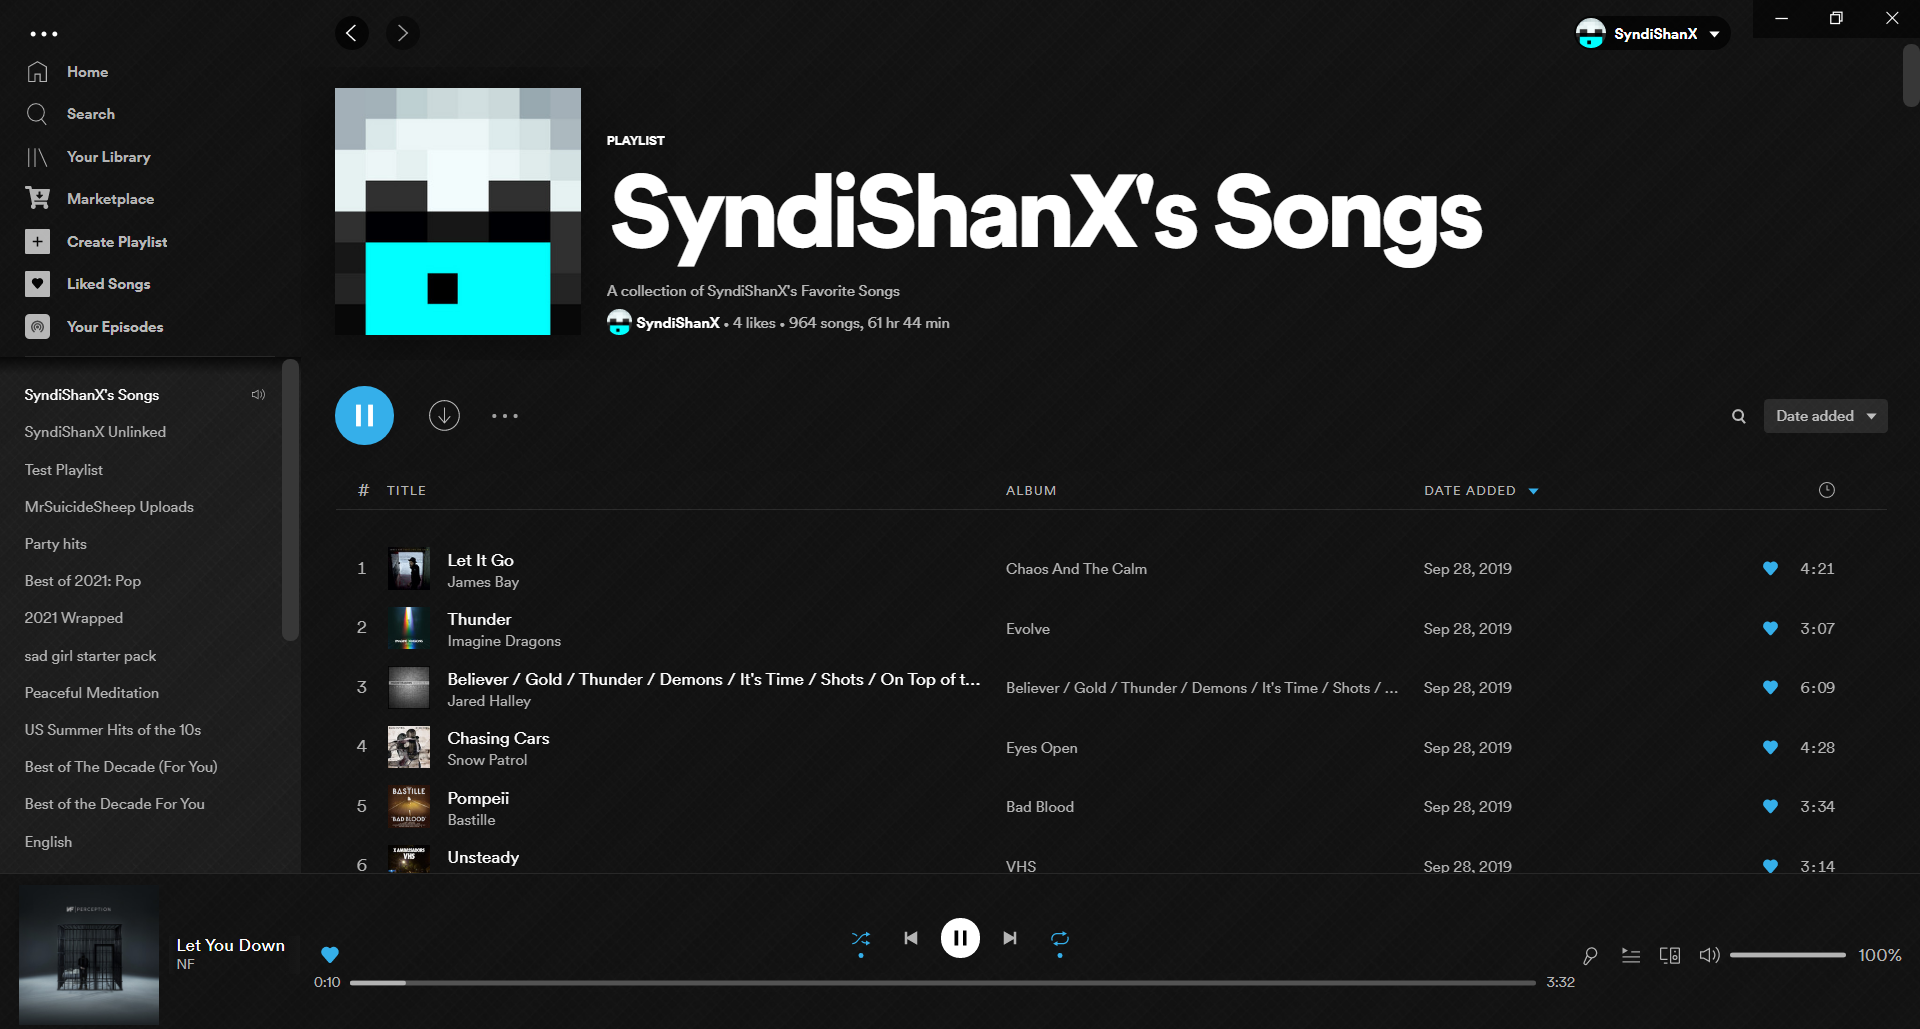 SyndiShanX
Home
Search
Your Library
Marketplace
Create Playlist
Liked Songs
Your Episodes
SyndiShanX's Songs
SyndiShanX Unlinked
Test Playlist
MrSuicideSheep Uploads
Party hits
Best of 2021: Pop
2021 Wrapped
sad girl starter pack
Peaceful Meditation
US Summer Hits of the 10s
Best of The Decade (For You)
Best of the Decade For You
English
PLAYLIST
SyndiShanX's Songs
A collection of SyndiShanX's Favorite Songs
SyndiShanX • 4 likes • 964 songs, 61 hr 44 min
Date added
# TITLE ALBUM DATE ADDED
1 Let It Go Chaos And The Calm Sep 28, 2019 4:21
James Bay
2 Thunder Evolve Sep 28, 2019 3:07
Imagine Dragons
3 Believer / Gold / Thunder / Demons / It's Time / Shots / On Top of t... Believer / Gold / Thunder / Demons / It's Time / Shots / ... Sep 28, 2019 6:09
Jared Halley
4 Chasing Cars Eyes Open Sep 28, 2019 4:28
Snow Patrol
BASTILLE
'BAD BLOOD'
5 Pompeii Bad Blood Sep 28, 2019 3:34
Bastille
X AMBASSADORS
VHS
6 Unsteady VHS Sep 28, 2019 3:14
PERCEPTION
Let You Down
NF
0:10 3:32
100%